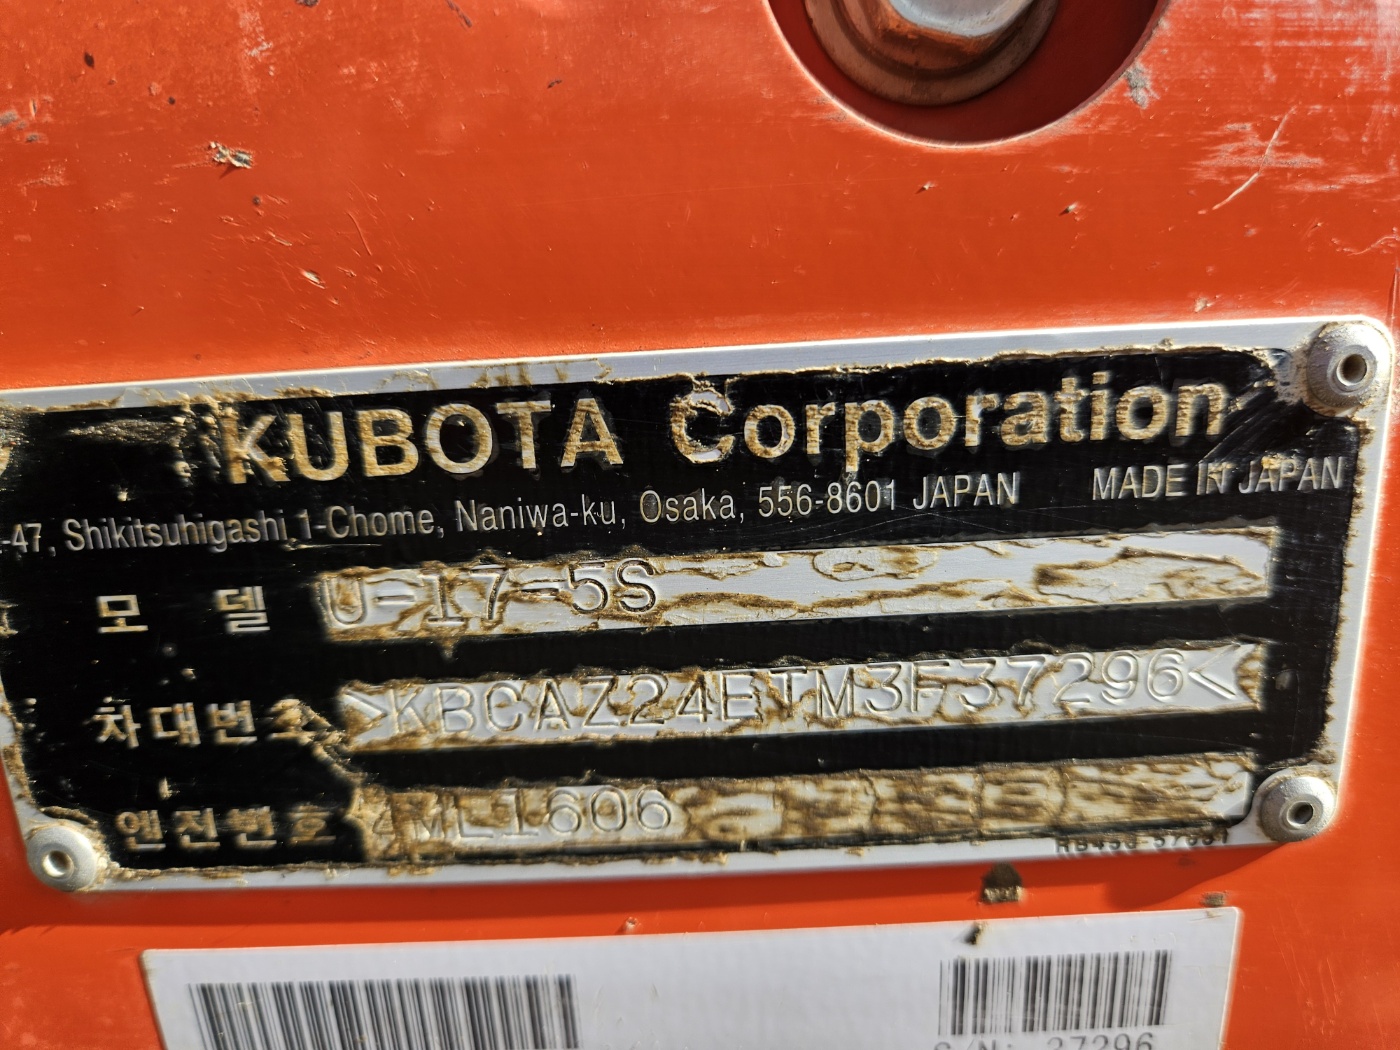 KUBOTA Corporation
-47, Shikitsuhigashi 1-Chome, Naniwa-ku, Osaka, 556-8601 JAPAN MADE IN JAPAN
모 델 U-17-5S
차대번호 >KBCAZ24ETM3F37296<
엔진번호 4ML1606
S/N: 37296